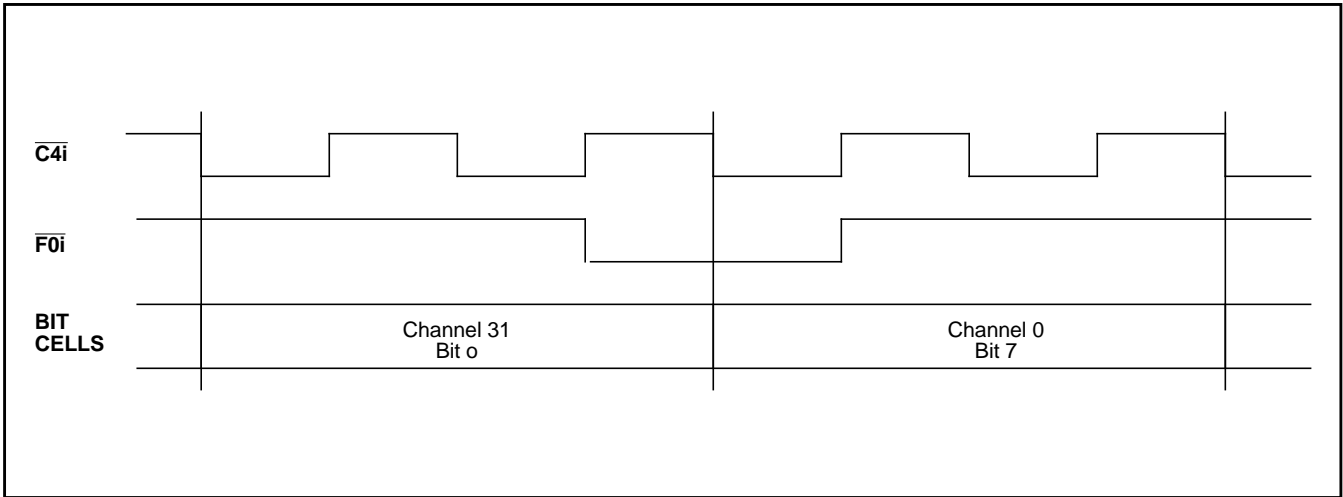 C4i
F0i
BIT
CELLS
Channel 31
Bit o
Channel 0
Bit 7